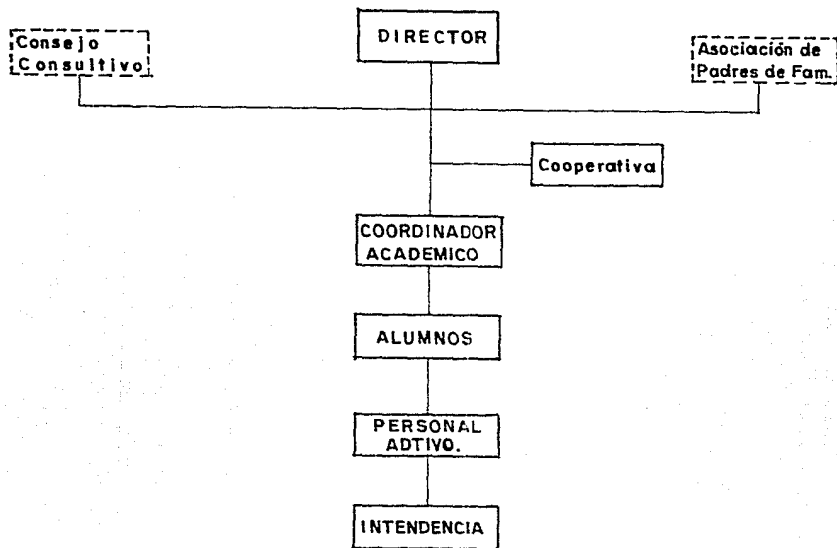 Consejo
Consultivo
DIRECTOR
Asociación de
Padres de Fam.
Cooperativa
COORDINADOR
ACADEMICO
ALUMNOS
PERSONAL
ADTIVO.
INTENDENCIA